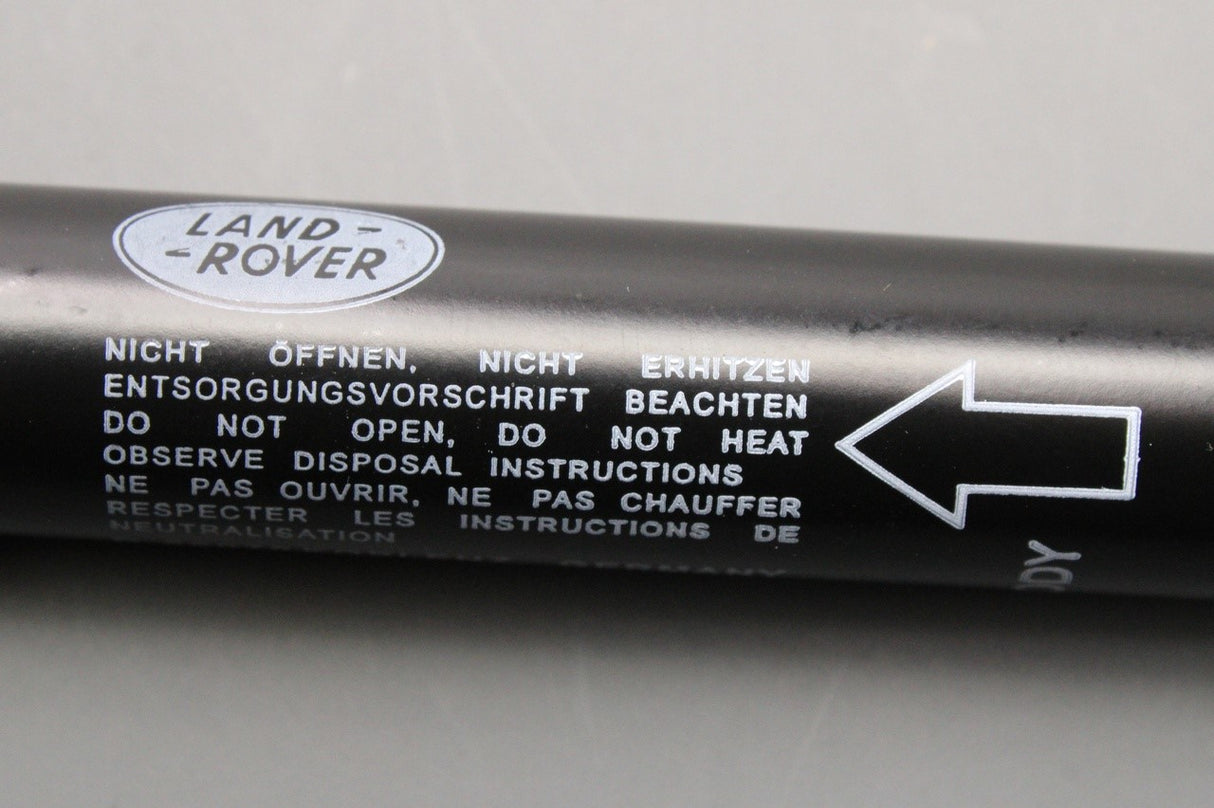 LAND -
- ROVER
NICHT ÖFFNEN, NICHT ERHITZEN
ENTSORGUNGSVORSCHRIFT BEACHTEN
DO NOT OPEN, DO NOT HEAT
OBSERVE DISPOSAL INSTRUCTIONS
NE PAS OUVRIR, NE PAS CHAUFFER
RESPECTER LES INSTRUCTIONS DE
NEUTRALISATION
GERMANY